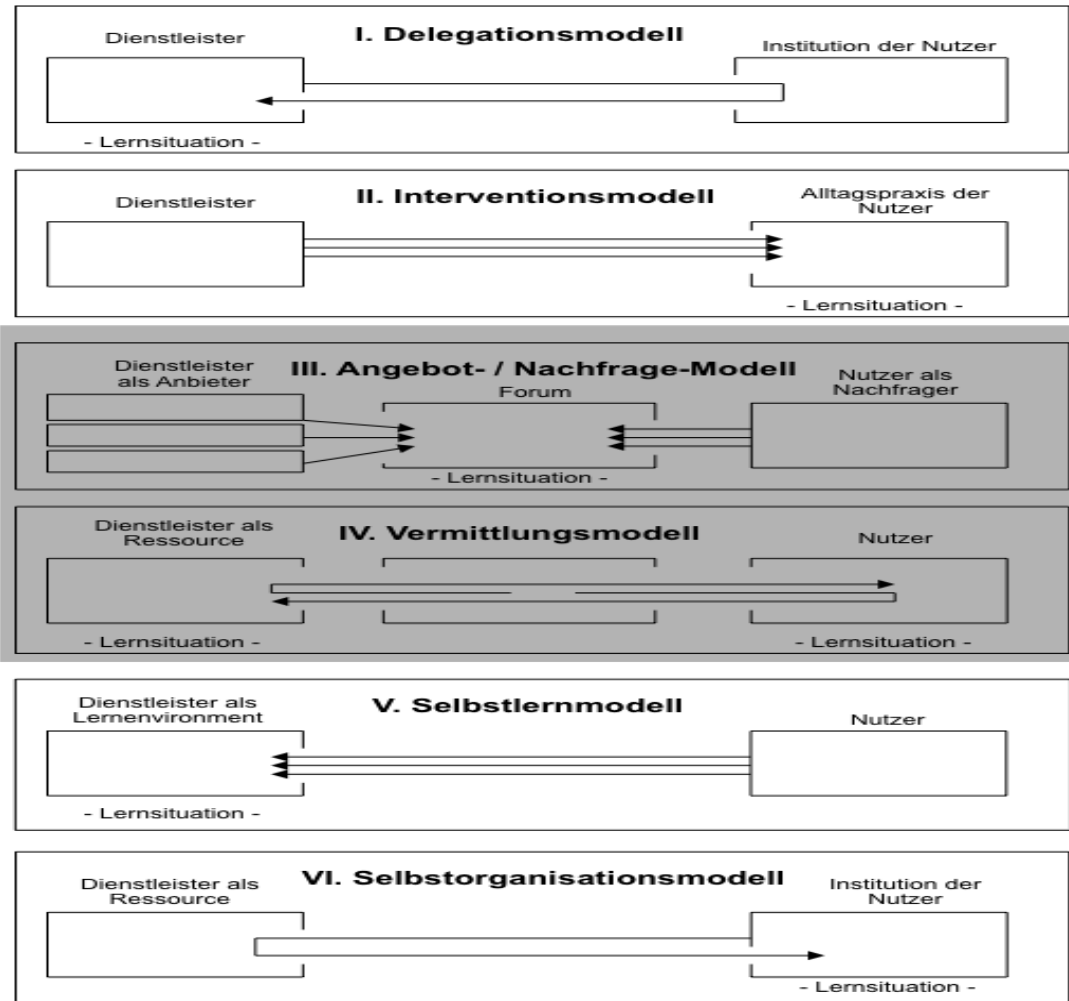 I. Delegationsmodell
Dienstleister
Institution der Nutzer
- Lernsituation -
II. Interventionsmodell
Dienstleister
Alltagspraxis der
Nutzer
- Lernsituation -
III. Angebot- / Nachfrage-Modell
Dienstleister
als Anbieter
Forum
Nutzer als
Nachfrager
- Lernsituation -
IV. Vermittlungsmodell
Dienstleister als
Ressource
Nutzer
- Lernsituation -
- Lernsituation -
V. Selbstlernmodell
Dienstleister als
Lernenvironment
Nutzer
- Lernsituation -
VI. Selbstorganisationsmodell
Dienstleister als
Ressource
Institution der
Nutzer
- Lernsituation -